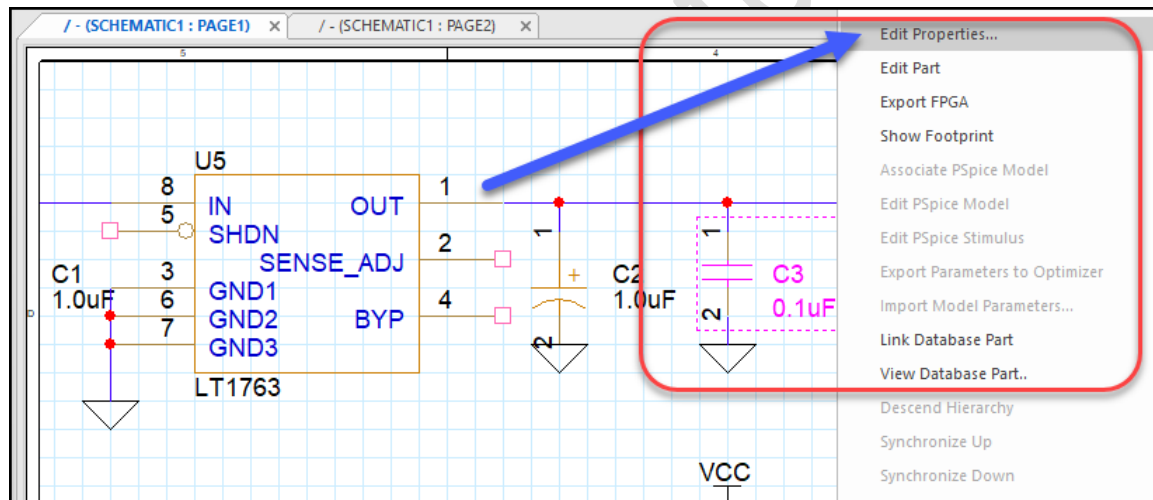 / - (SCHEMATIC1 : PAGE1) ×
/ - (SCHEMATIC1 : PAGE2) ×
5
4
U5
8
IN
OUT
1
5
SHDN
2
SENSE_ADJ
3
GND1
6
GND2
BYP
4
7
GND3
LT1763
C1
1.0uF
1
+
C2
1.0uF
2
1
C3
0.1uF
2
D
VCC
Edit Properties...
Edit Part
Export FPGA
Show Footprint
Associate PSpice Model
Edit PSpice Model
Edit PSpice Stimulus
Export Parameters to Optimizer
Import Model Parameters...
Link Database Part
View Database Part..
Descend Hierarchy
Synchronize Up
Synchronize Down